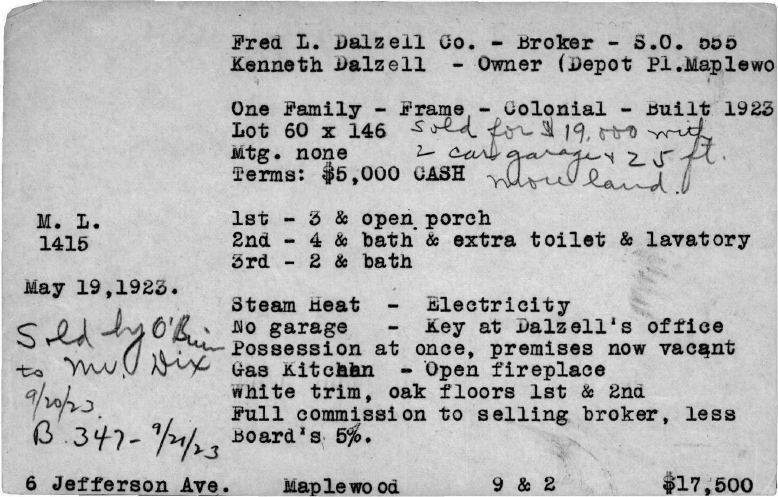 Fred L. Dalzell Co. - Broker - S.O. 555
Kenneth Dalzell - Owner (Depot Pl.Maplewo
One Family - Frame - Colonial - Built 1923
Lot 60 x 146 Sold for $19,000 with
Mtg. none 2 car garage & 25 ft.
Terms: $5,000 CASH more land.
M. L.
1415
May 19,1923.
1st - 3 & open porch
2nd - 4 & bath & extra toilet & lavatory
3rd - 2 & bath
Steam Heat - Electricity
No garage - Key at Dalzell's office
Possession at once, premises now vacant
Gas Kitchen - Open fireplace
White trim, oak floors 1st & 2nd
Full commission to selling broker, less
Board's 5%.
Sold by O'Brien
to Mr. Dix
9/20/23.
B. 347- 9/21/23
6 Jefferson Ave. Maplewood 9 & 2 $17,500